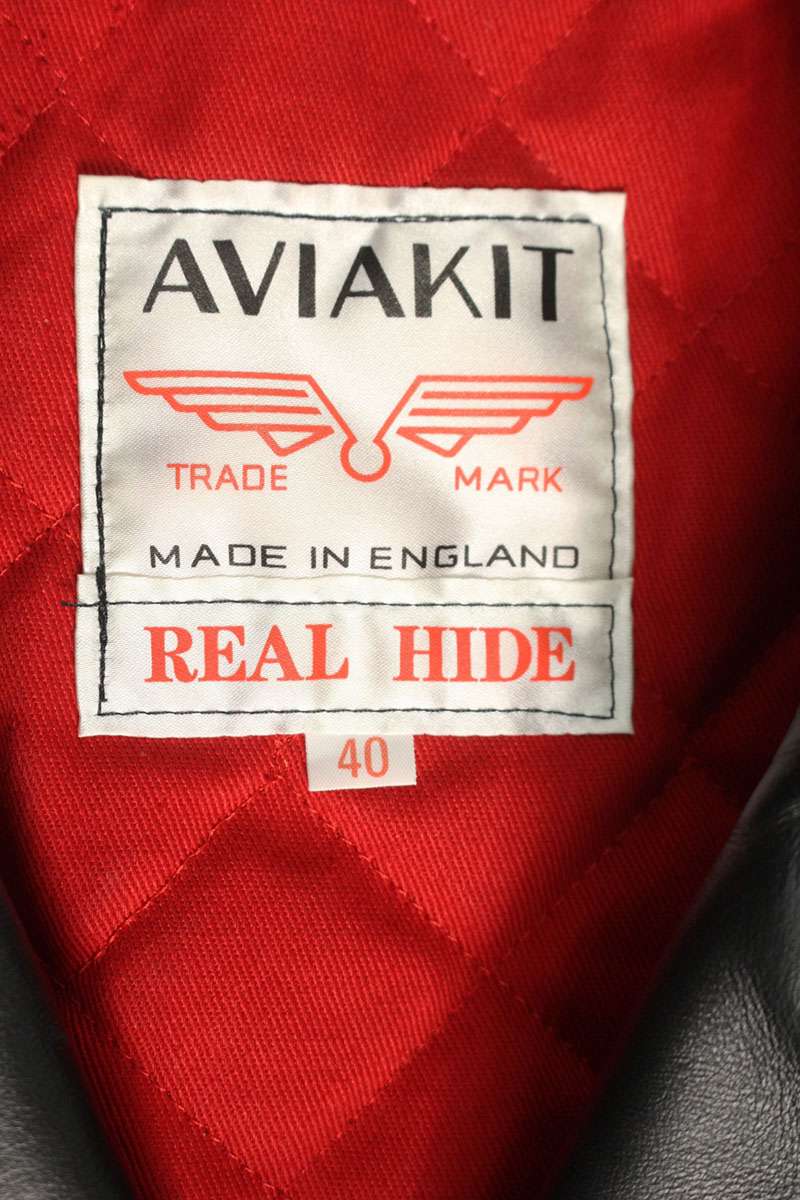 AVIAKIT
TRADE MARK
MADE IN ENGLAND
REAL HIDE
40